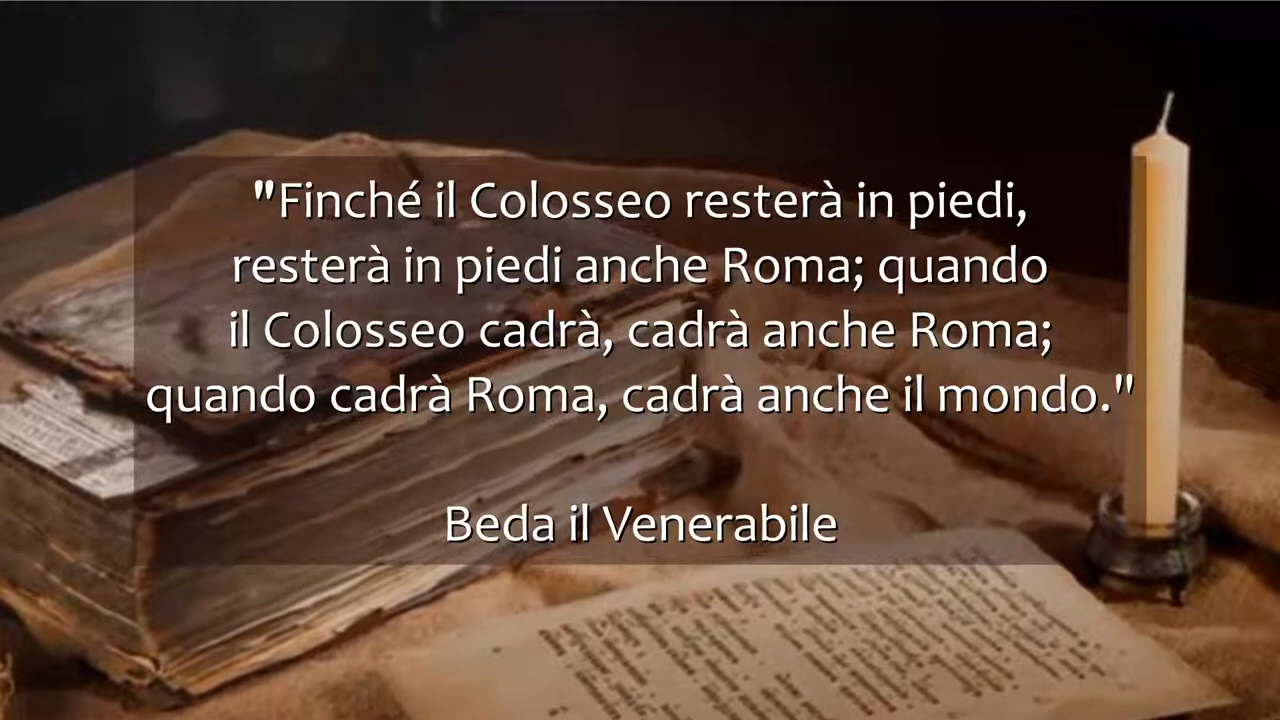 "Finché il Colosseo resterà in piedi,
resterà in piedi anche Roma; quando
il Colosseo cadrà, cadrà anche Roma;
quando cadrà Roma, cadrà anche il mondo."
Beda il Venerabile